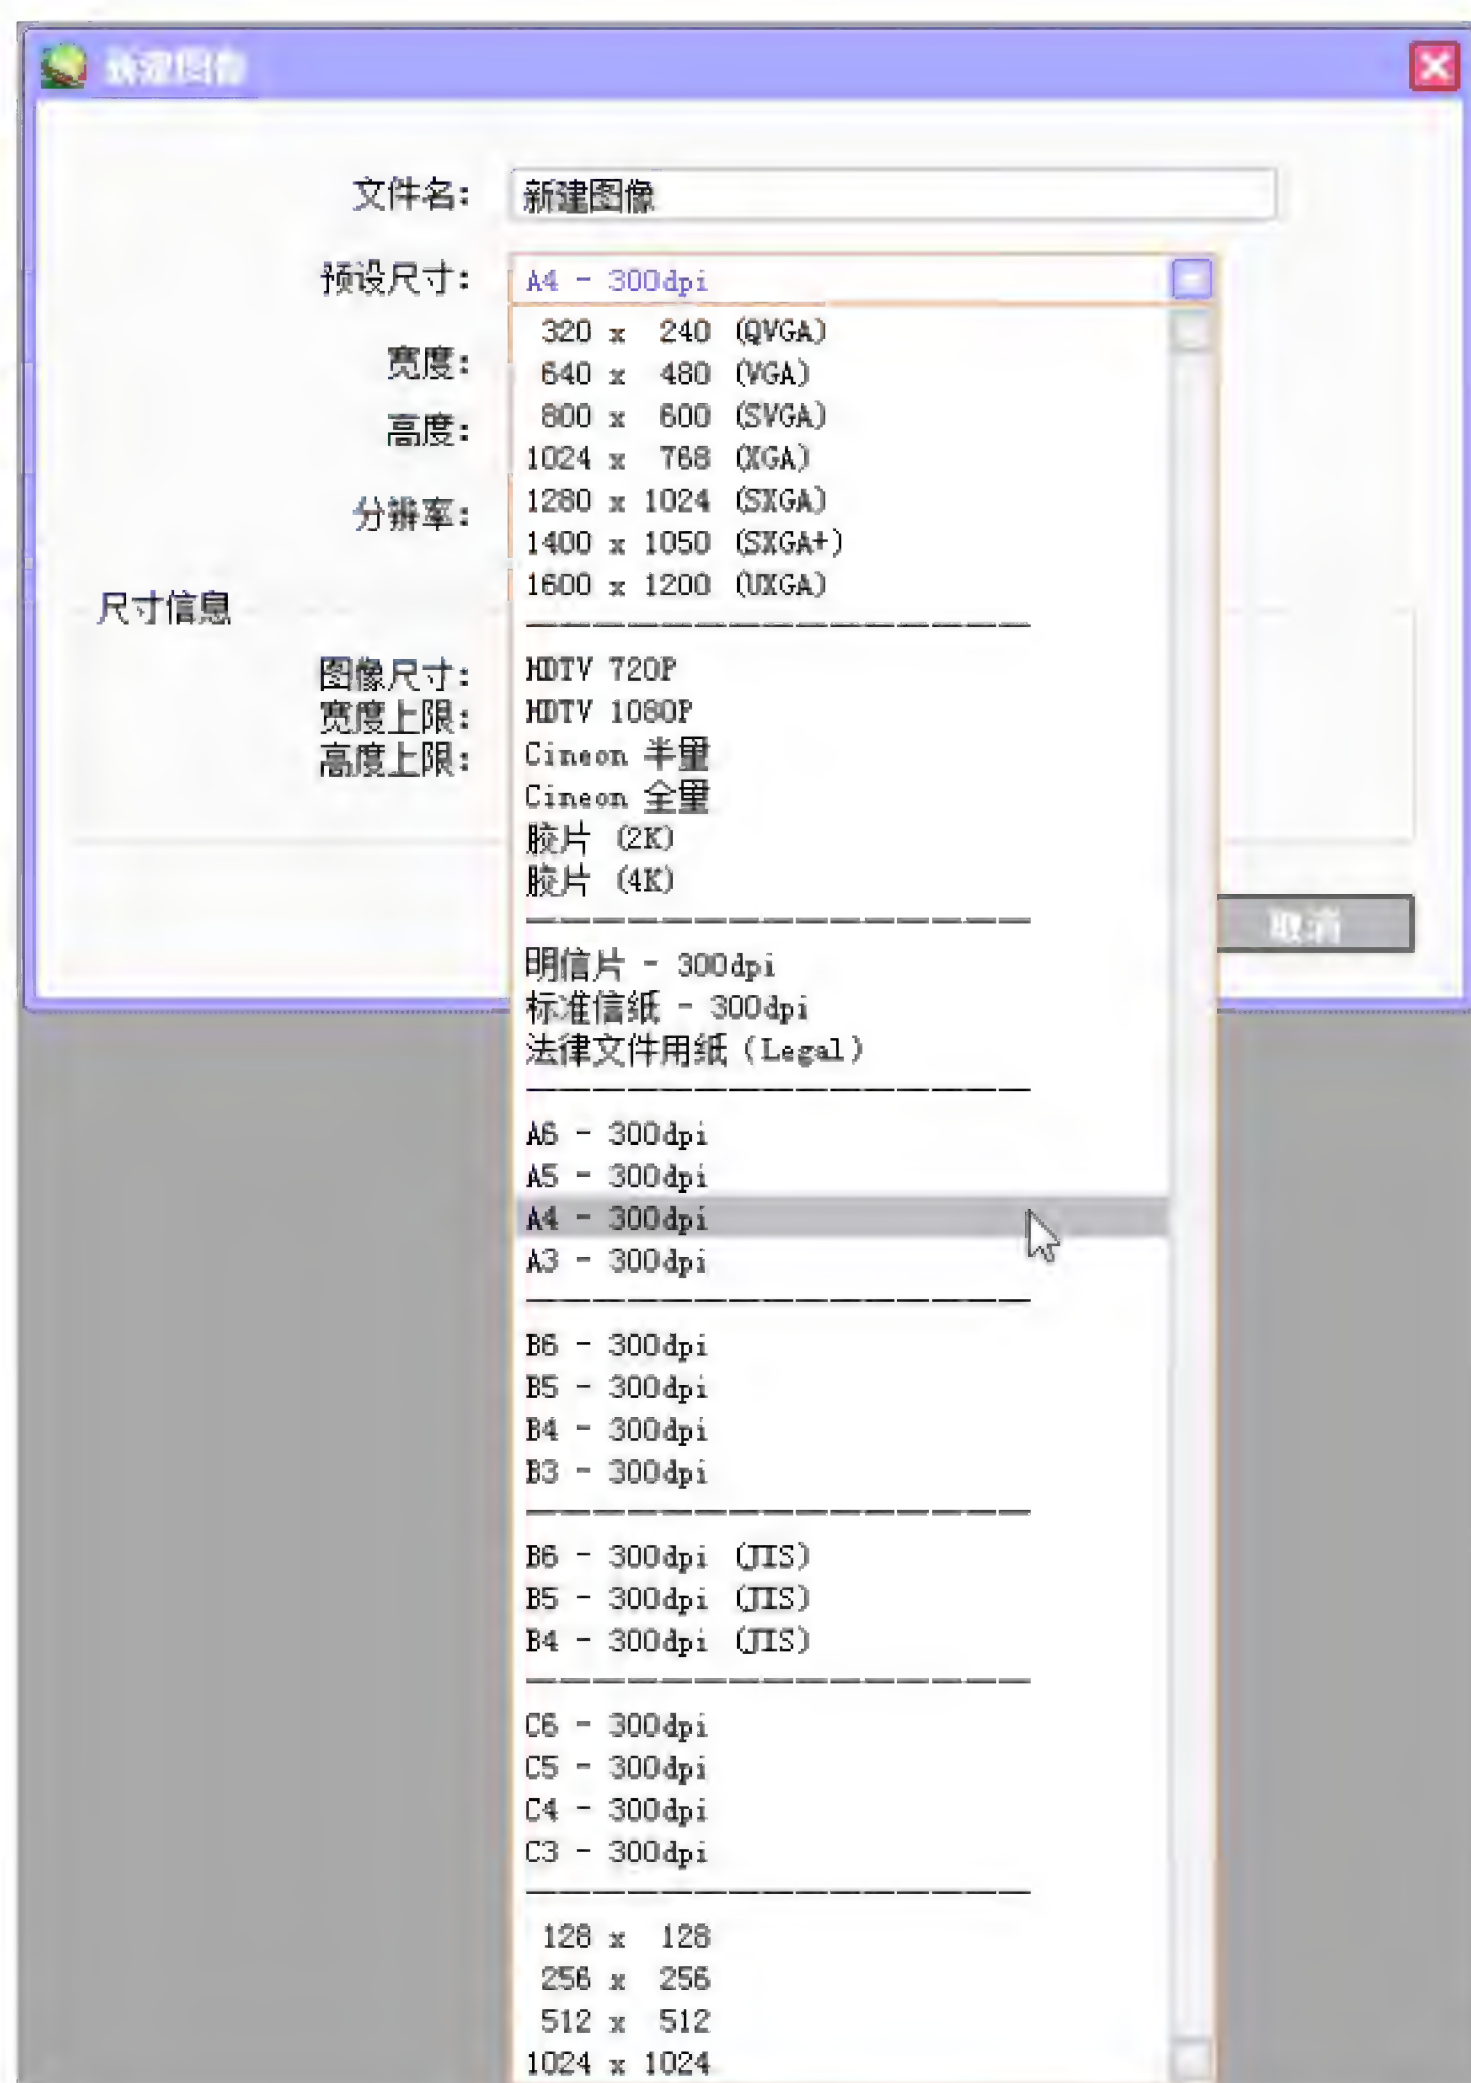 新建图像
文件名: 新建图像
预设尺寸: A4 - 300dpi
320 x 240 (QVGA)
宽度:
640 x 480 (VGA)
800 x 600 (SVGA)
高度:
1024 x 768 (XGA)
1280 x 1024 (SXGA)
分辨率:
1400 x 1050 (SXGA+)
1600 x 1200 (UXGA)
尺寸信息
图像尺寸: HDTV 720P
宽度上限: HDTV 1080P
高度上限: Cineon 半量
Cineon 全量
胶片 (2K)
胶片 (4K)
取消
明信片 - 300dpi
标准信纸 - 300dpi
法律文件用纸 (Legal)
A6 - 300dpi
A5 - 300dpi
A4 - 300dpi
A3 - 300dpi
B6 - 300dpi
B5 - 300dpi
B4 - 300dpi
B3 - 300dpi
B6 - 300dpi (JIS)
B5 - 300dpi (JIS)
B4 - 300dpi (JIS)
C6 - 300dpi
C5 - 300dpi
C4 - 300dpi
C3 - 300dpi
128 x 128
256 x 256
512 x 512
1024 x 1024